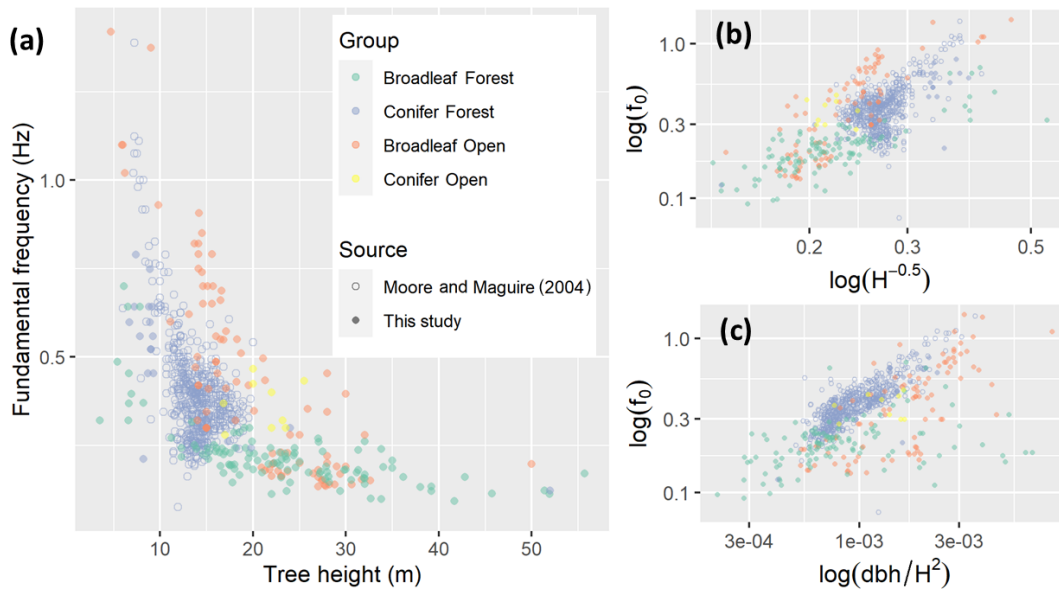 (a)
Fundamental frequency (Hz)
1.0
0.5
10
20
30
40
50
Tree height (m)
Group
Broadleaf Forest
Conifer Forest
Broadleaf Open
Conifer Open
Source
Moore and Maguire (2004)
This study
(b)
log(f₀)
1.0
0.3
0.1
0.2
0.3
0.5
log(H⁻⁰·⁵)
(c)
log(f₀)
1.0
0.3
0.1
3e-04
1e-03
3e-03
log(dbh/H²)